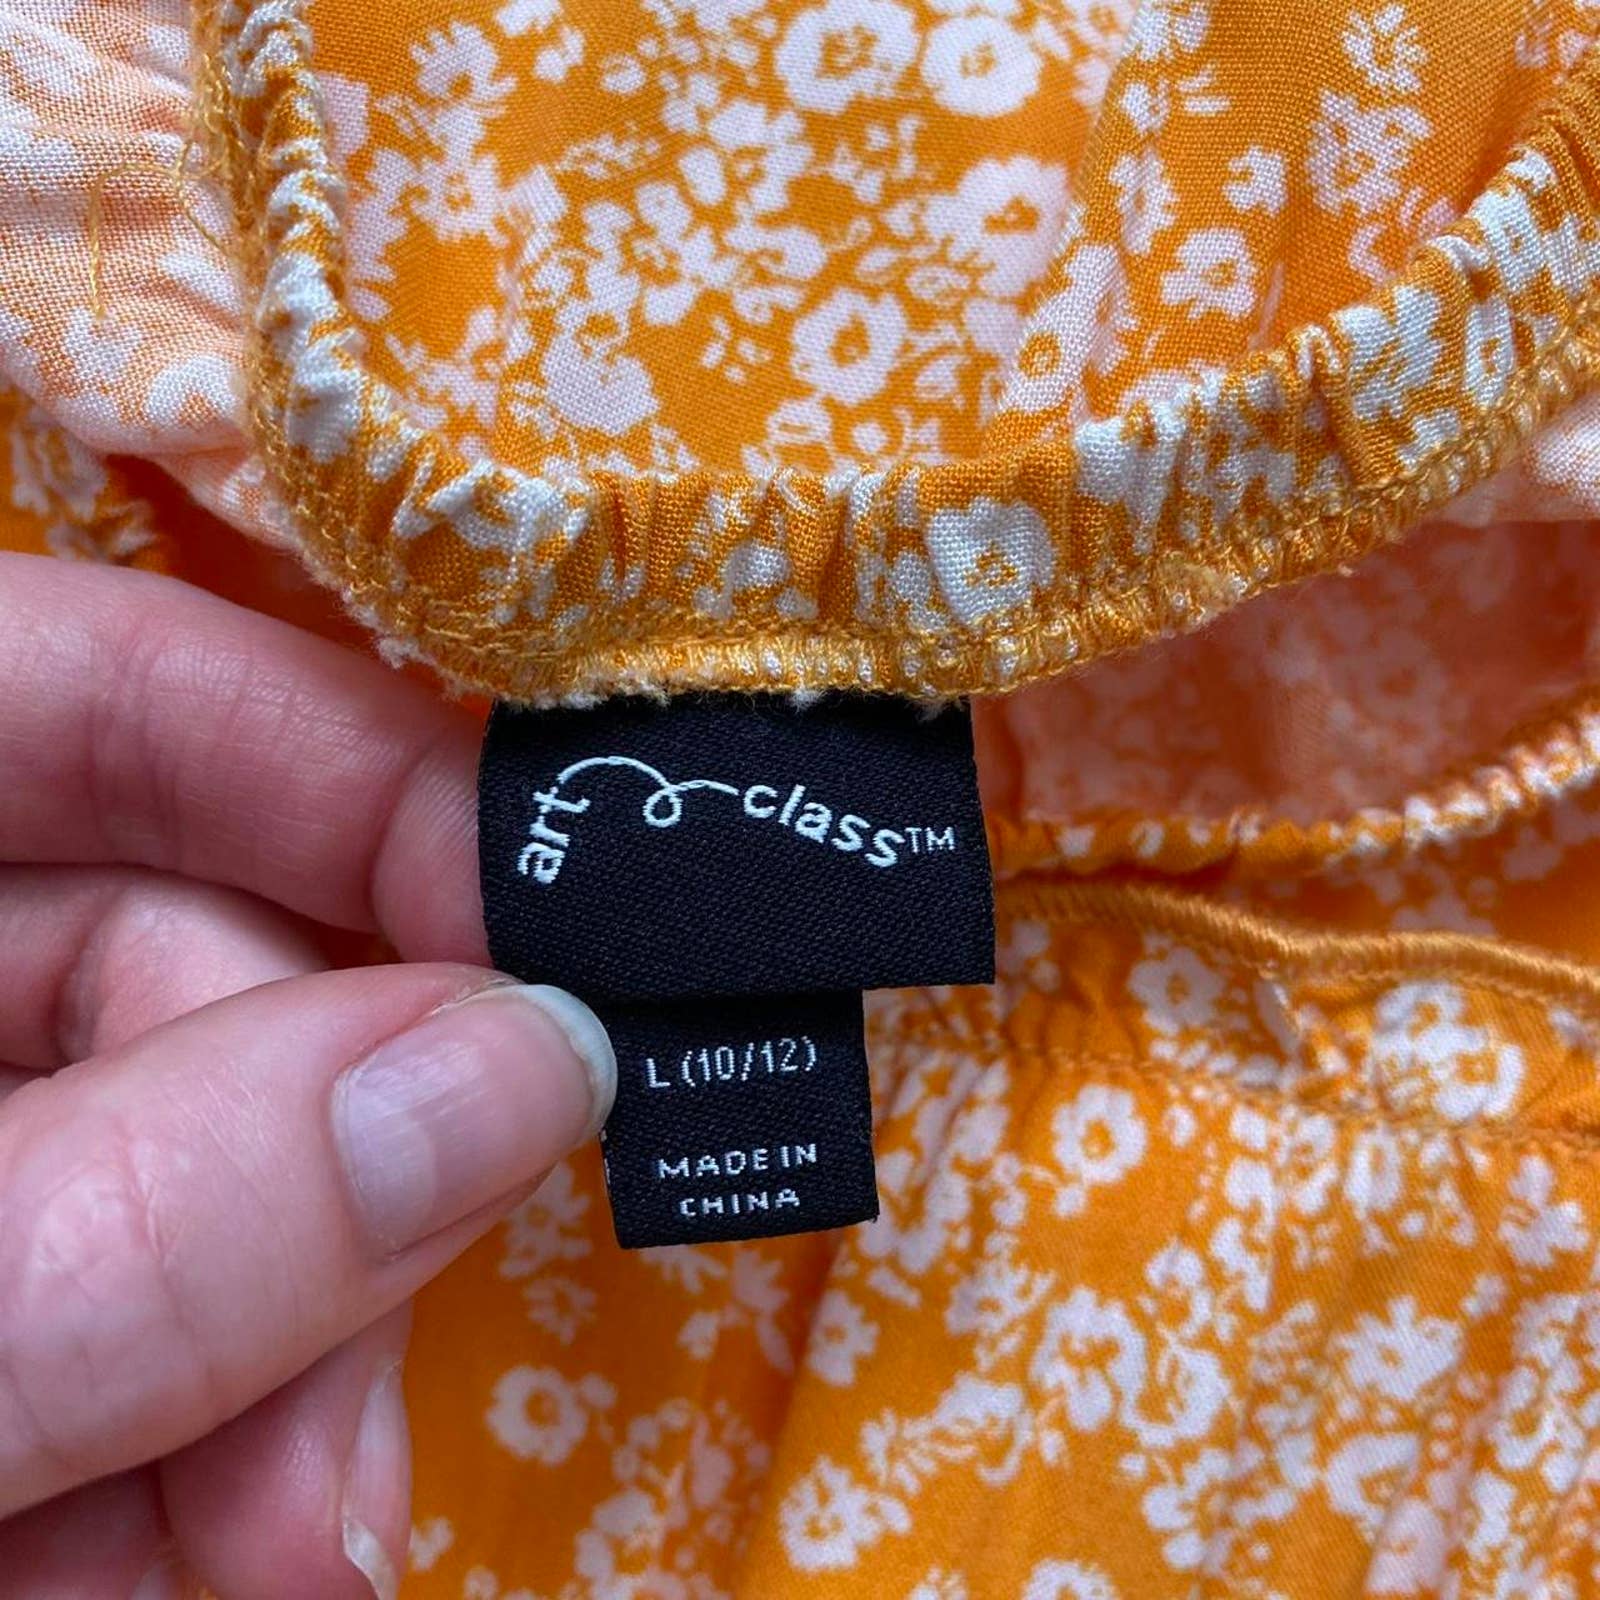 art class™
L (10/12)
MADE IN
CHINA